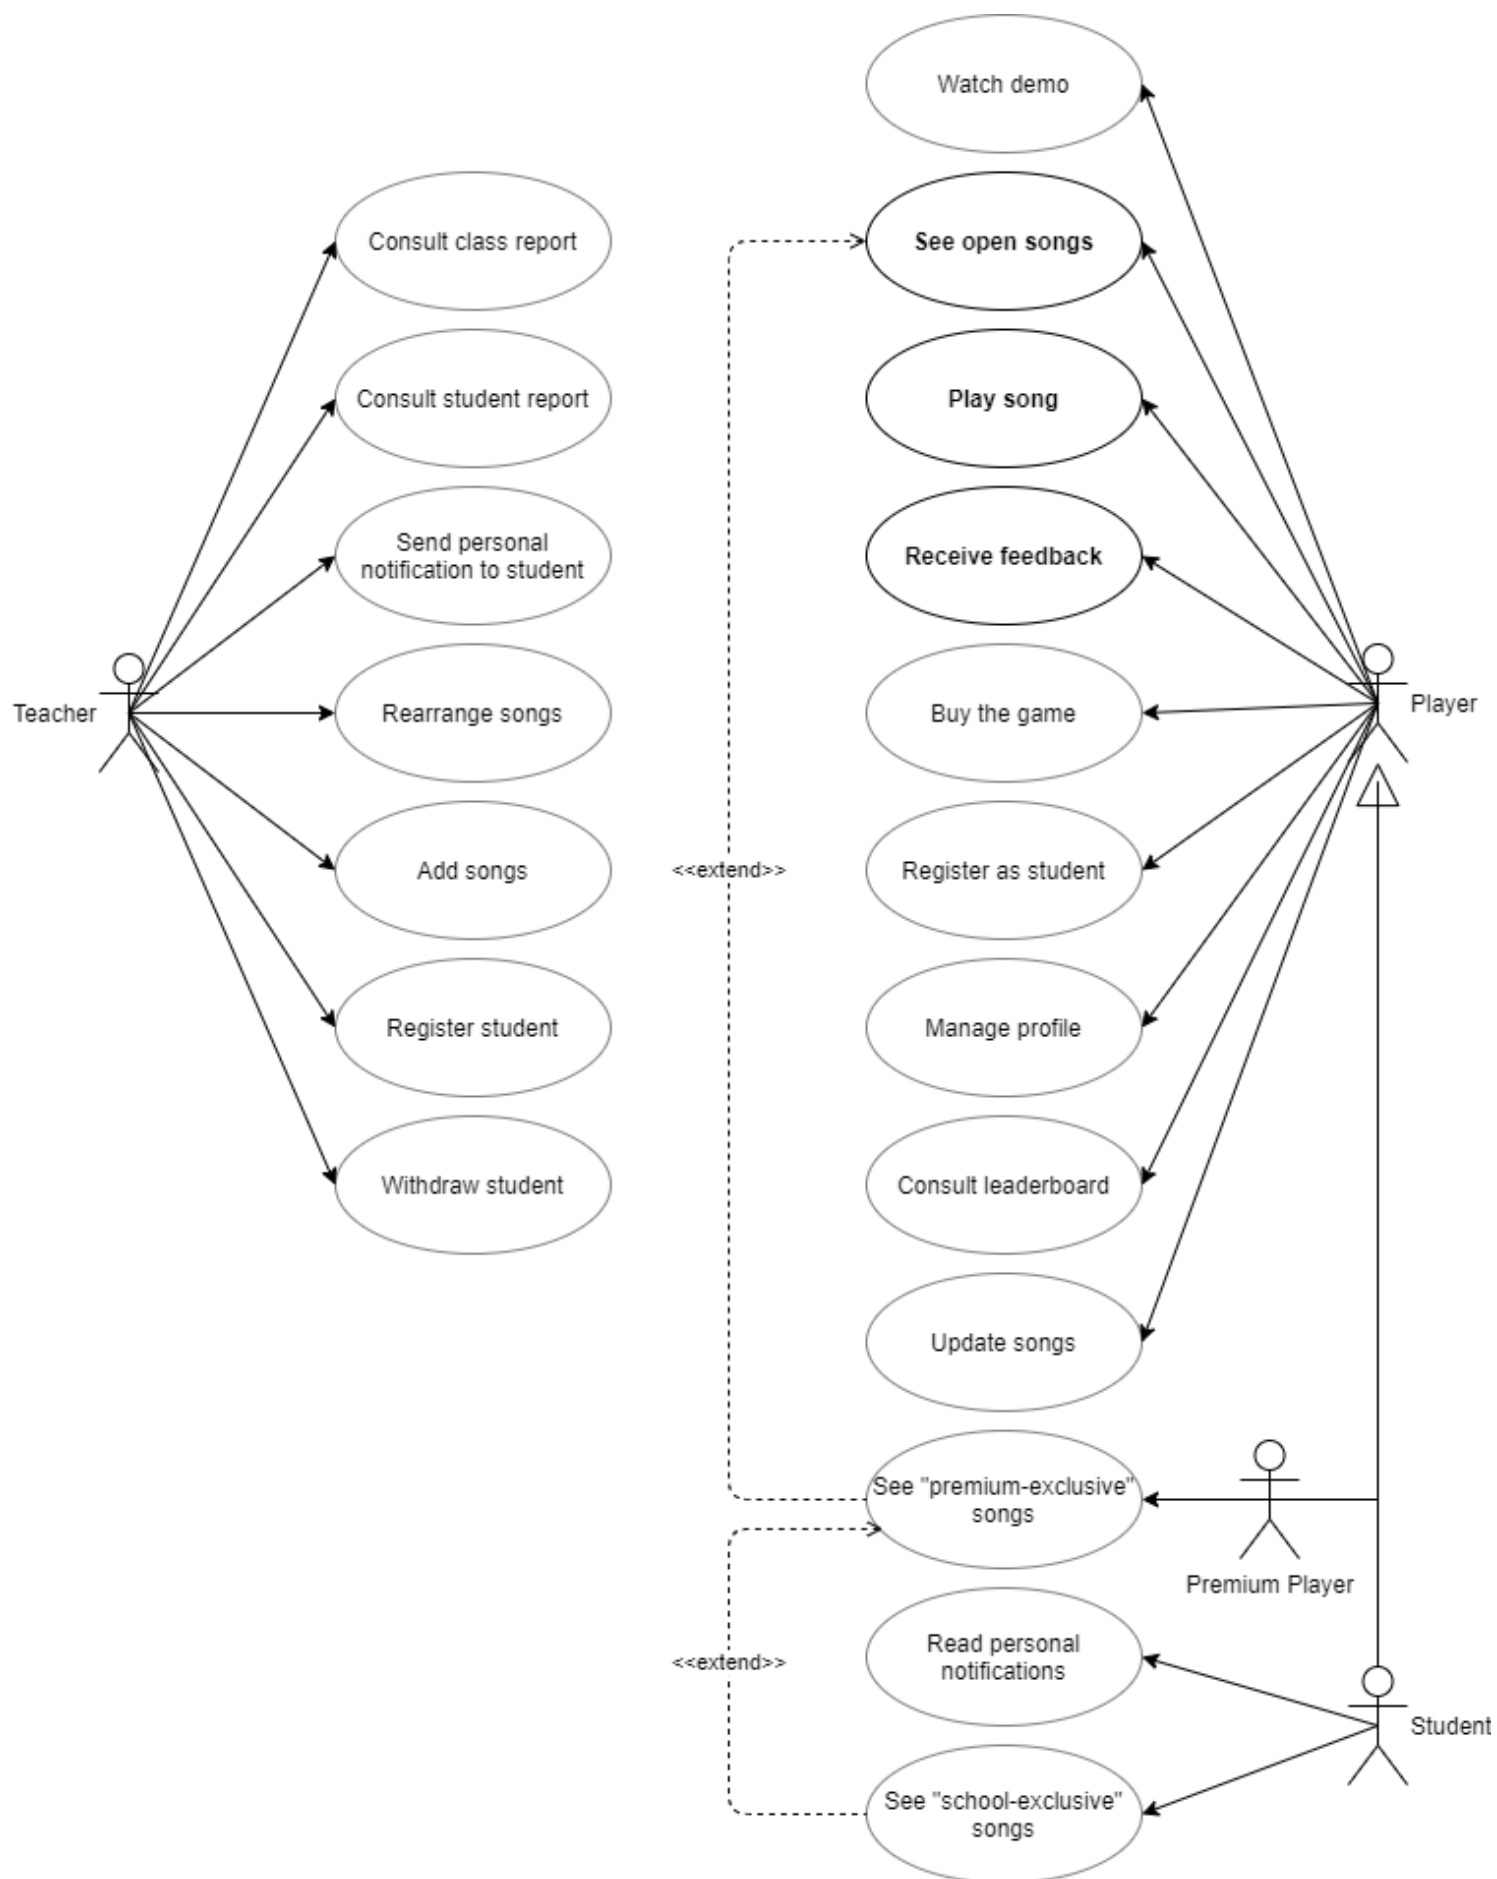 Watch demo
Consult class report
See open songs
Consult student report
Play song
Send personal
notification to student
Receive feedback
Teacher
Rearrange songs
Buy the game
Player
Add songs
<<extend>>
Register as student
Register student
Manage profile
Withdraw student
Consult leaderboard
Update songs
See "premium-exclusive"
songs
Premium Player
Read personal
notifications
<<extend>>
Student
See "school-exclusive"
songs